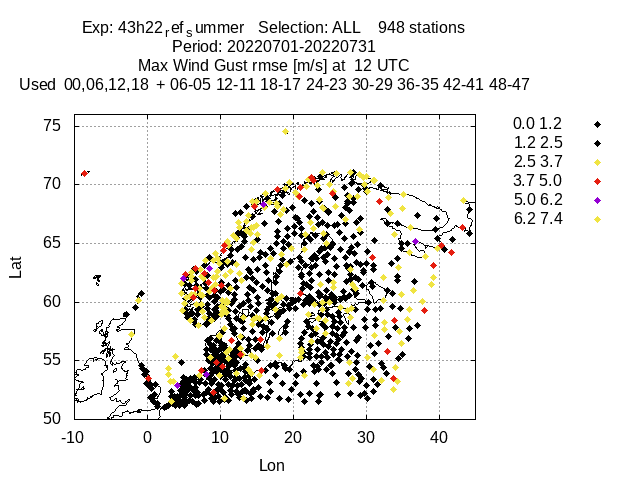 Exp: 43h22refsummer   Selection: ALL    948 stations
Period: 20220701-20220731
Max Wind Gust rmse [m/s] at  12 UTC
Used  00,06,12,18  + 06-05 12-11 18-17 24-23 30-29 36-35 42-41 48-47
75
70
65
60
55
50
Lat
-10 0 10 20 30 40
Lon
0.0 1.2
1.2 2.5
2.5 3.7
3.7 5.0
5.0 6.2
6.2 7.4